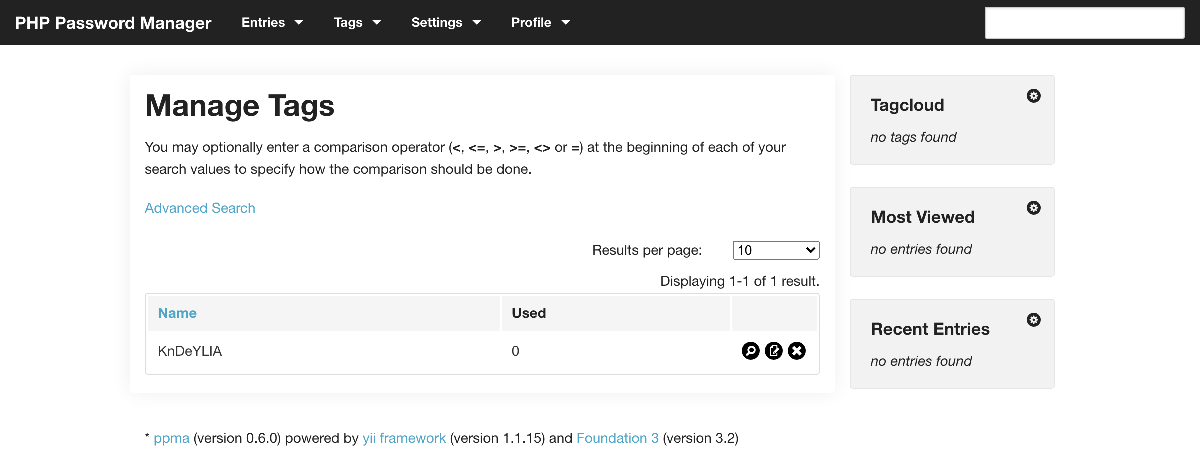 PHP Password Manager Entries Tags Settings Profile
Manage Tags
You may optionally enter a comparison operator (<, <=, >, >=, <> or =) at the beginning of each of your
search values to specify how the comparison should be done.
Advanced Search
Results per page: 10
Displaying 1-1 of 1 result.
Name Used
KnDeYLIA 0
Tagcloud
no tags found
Most Viewed
no entries found
Recent Entries
no entries found
* ppma (version 0.6.0) powered by yii framework (version 1.1.15) and Foundation 3 (version 3.2)